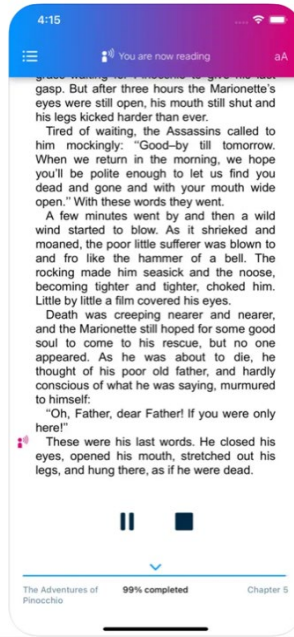 4:15
You are now reading
aA
gasp. But after three hours the Marionette's
eyes were still open, his mouth still shut and
his legs kicked harder than ever.
Tired of waiting, the Assassins called to
him mockingly: “Good–by till tomorrow.
When we return in the morning, we hope
you'll be polite enough to let us find you
dead and gone and with your mouth wide
open.” With these words they went.
A few minutes went by and then a wild
wind started to blow. As it shrieked and
moaned, the poor little sufferer was blown to
and fro like the hammer of a bell. The
rocking made him seasick and the noose,
becoming tighter and tighter, choked him.
Little by little a film covered his eyes.
Death was creeping nearer and nearer,
and the Marionette still hoped for some good
soul to come to his rescue, but no one
appeared. As he was about to die, he
thought of his poor old father, and hardly
conscious of what he was saying, murmured
to himself:
“Oh, Father, dear Father! If you were only
here!”
These were his last words. He closed his
eyes, opened his mouth, stretched out his
legs, and hung there, as if he were dead.
The Adventures of
Pinocchio
99% completed
Chapter 5